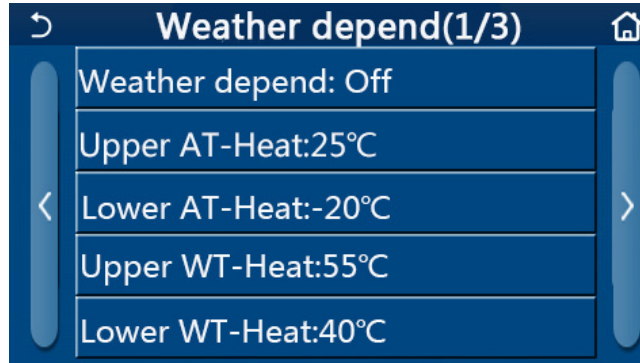 Weather depend(1/3)
Weather depend: Off
Upper AT-Heat:25℃
Lower AT-Heat:-20℃
Upper WT-Heat:55℃
Lower WT-Heat:40℃